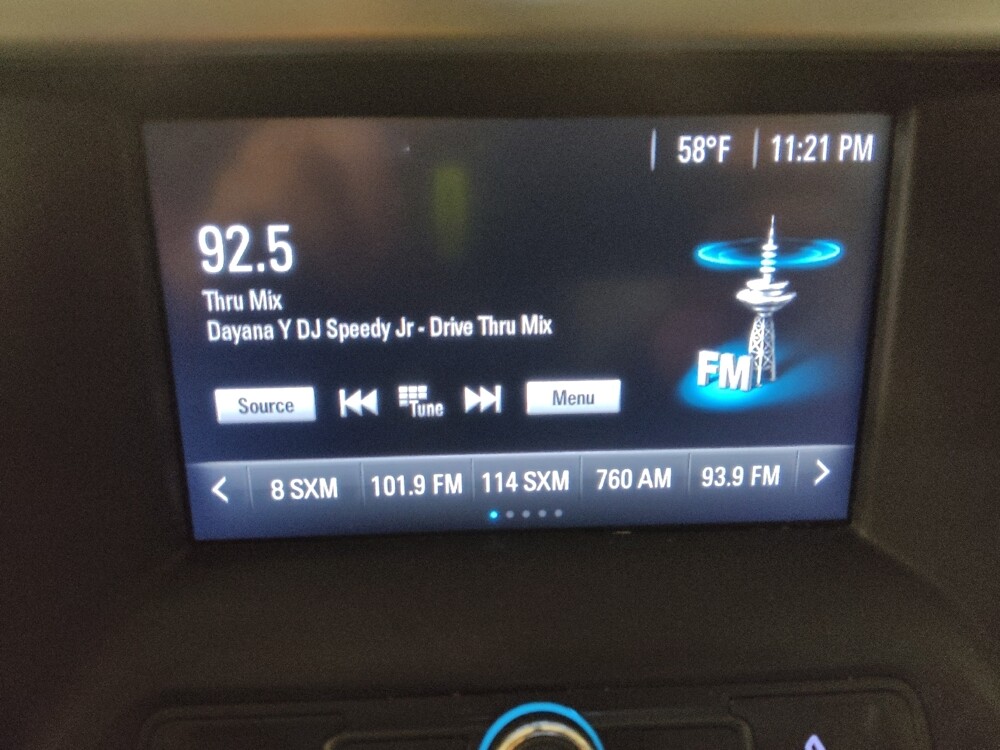 58°F 11:21 PM
92.5
Thru Mix
Dayana Y DJ Speedy Jr - Drive Thru Mix
FM
Source Tune Menu
8 SXM 101.9 FM 114 SXM 760 AM 93.9 FM